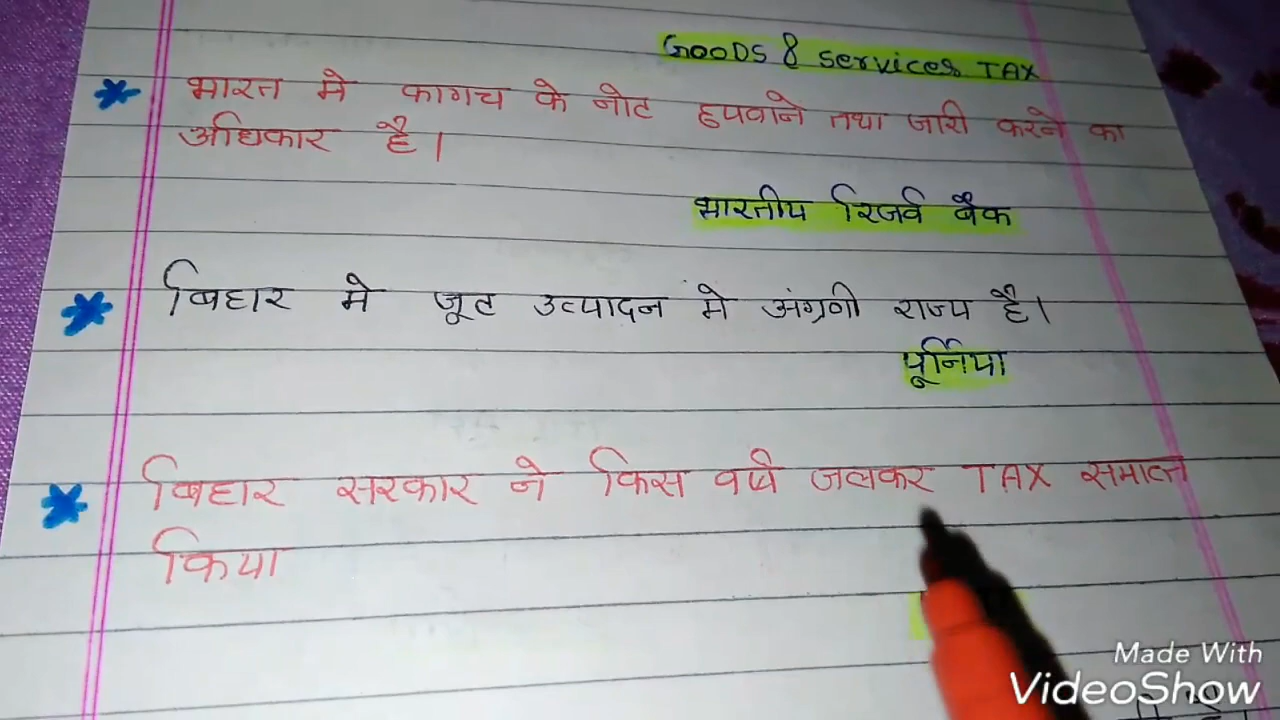 GOODS & services TAX
भारत मे कागच के नोट छपवाने तथा जारी करने का
अधिकार है।
भारतीय रिजर्व बैक
बिहार मे जूट उत्पादन में अंग्रणी राज्य है।
पूर्निया
बिहार सरकार ने किस वर्ष जलकर TAX समाप्त
किया
Made With
VideoShow